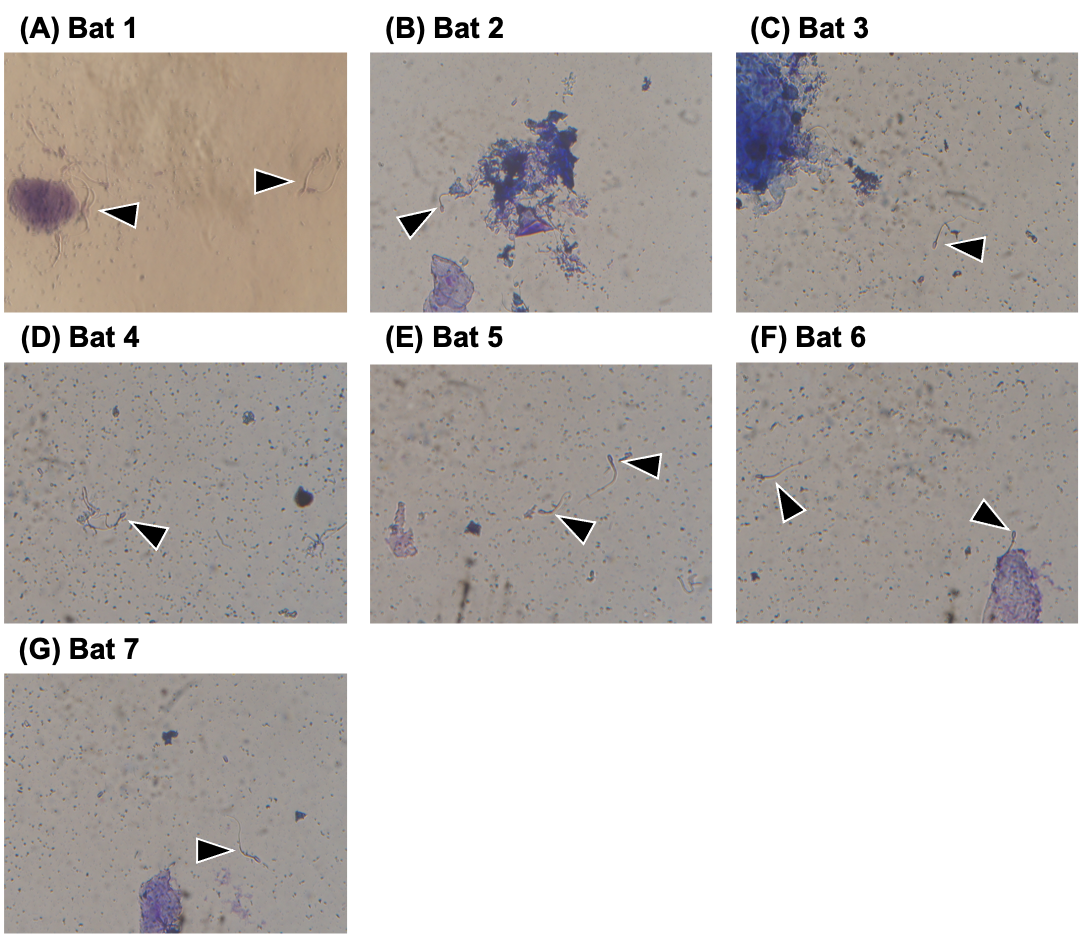 (A) Bat 1
(B) Bat 2
(C) Bat 3
(D) Bat 4
(E) Bat 5
(F) Bat 6
(G) Bat 7